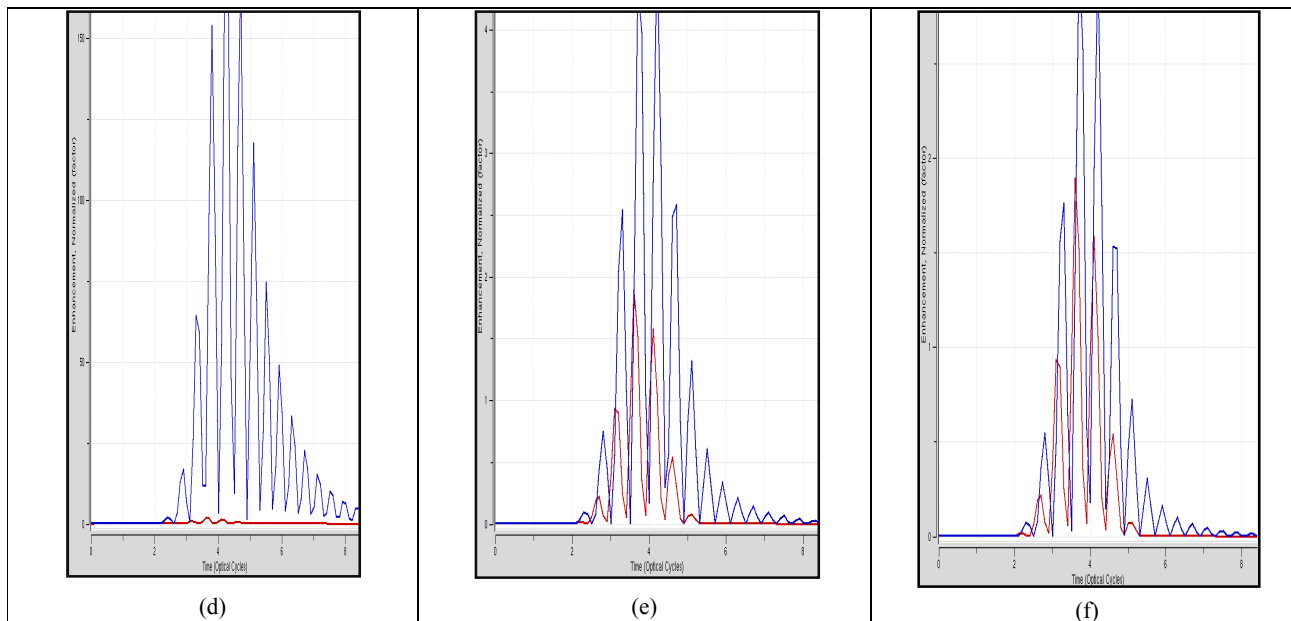 Enhancement, Normalized (factor)
150
100
50
0
0 2 4 6 8
Time (Optical Cycles)
(d)
Enhancement, Normalized (factor)
4
3
2
1
0
0 2 4 6 8
Time (Optical Cycles)
(e)
Enhancement, Normalized (factor)
2
1
0
0 2 4 6 8
Time (Optical Cycles)
(f)